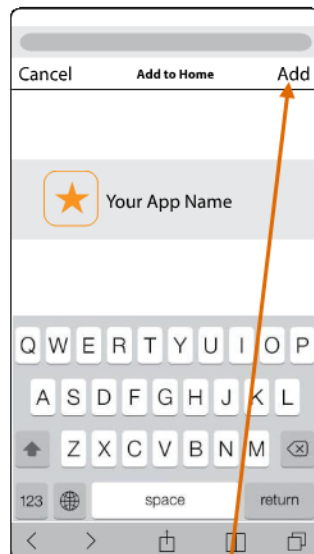 Cancel Add to Home Add
Your App Name
Q W E R T Y U I O P
A S D F G H J K L
Z X C V B N M
123 space return